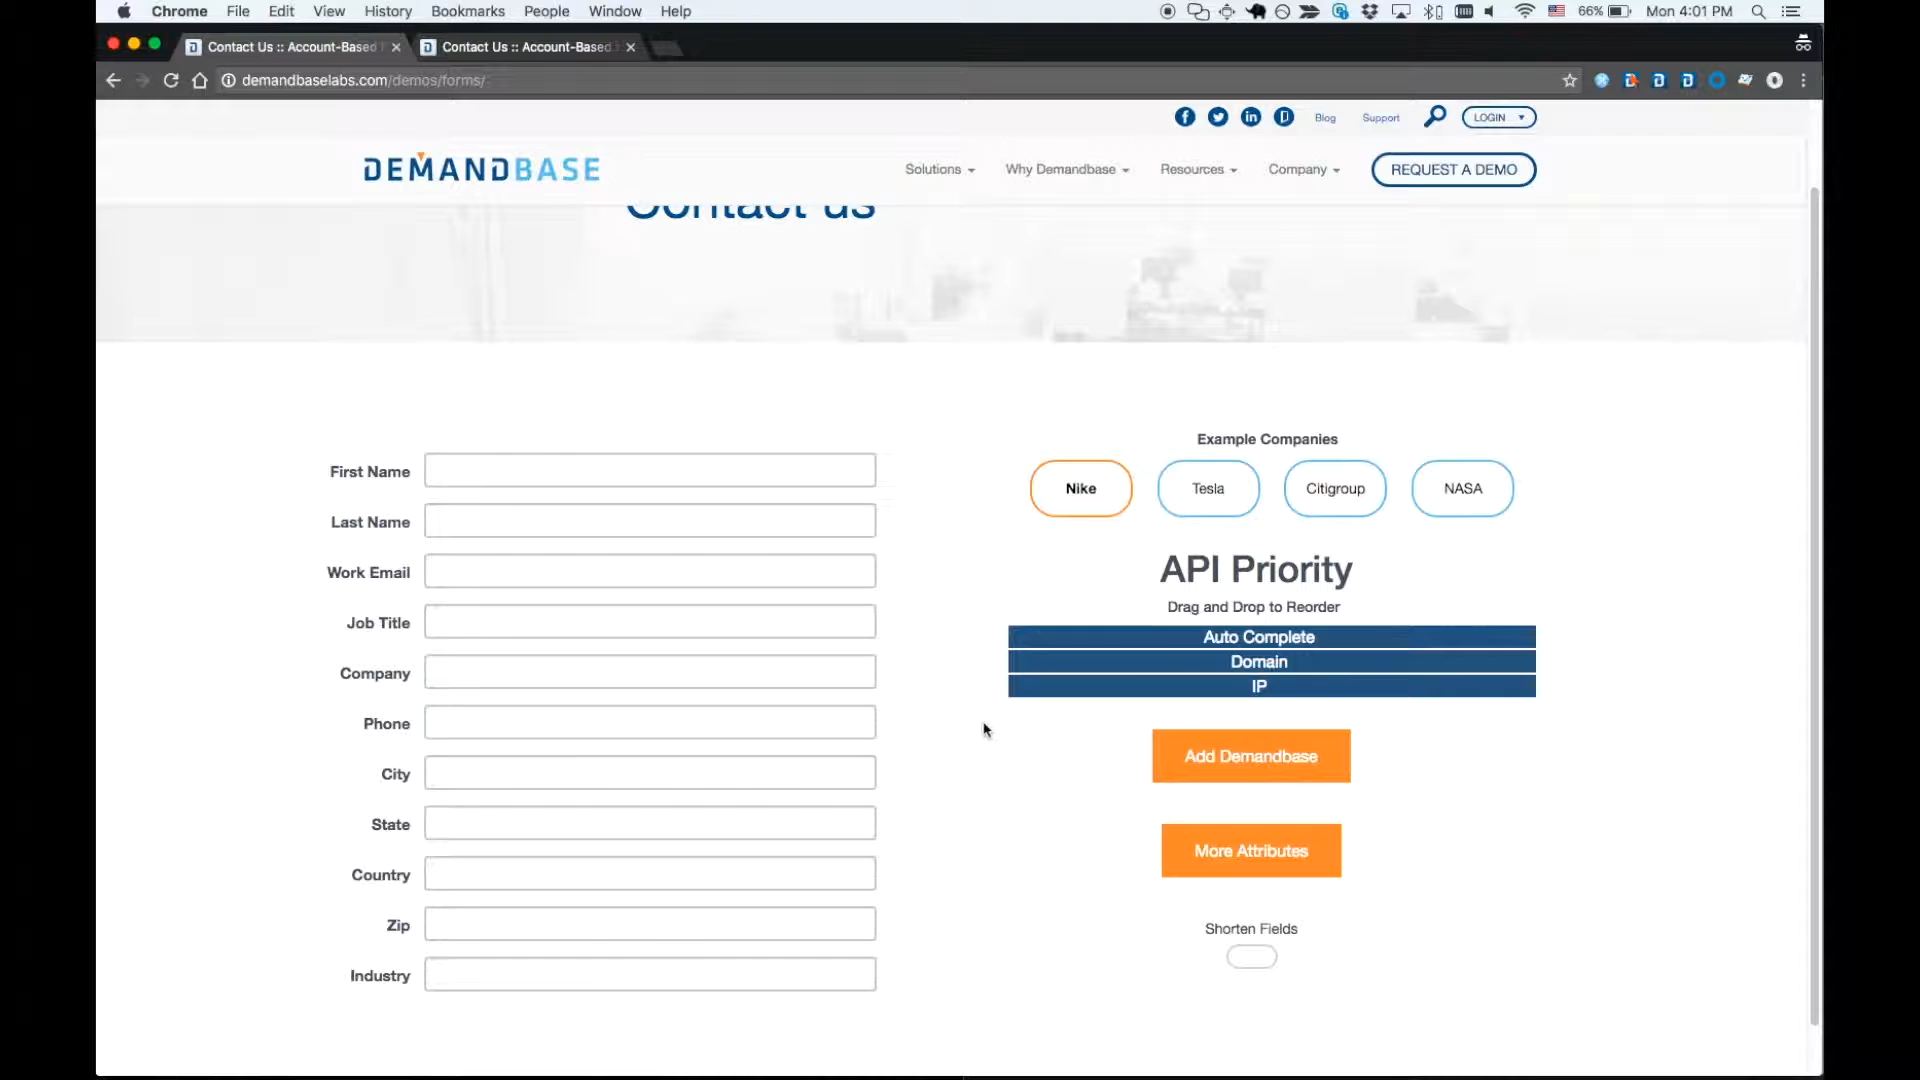 Chrome File Edit View History Bookmarks People Window Help 66% Mon 4:01 PM
Contact Us :: Account-Based Contact Us :: Account-Based
demandbaselabs.com/demos/forms/
Blog Support LOGIN
DEMANDBASE Solutions Why Demandbase Resources Company REQUEST A DEMO
Contact us
Example Companies
Nike Tesla Citigroup NASA
First Name
Last Name
Work Email
Job Title
Company
Phone
City
State
Country
Zip
Industry
API Priority
Drag and Drop to Reorder
Auto Complete
Domain
IP
Add Demandbase
More Attributes
Shorten Fields